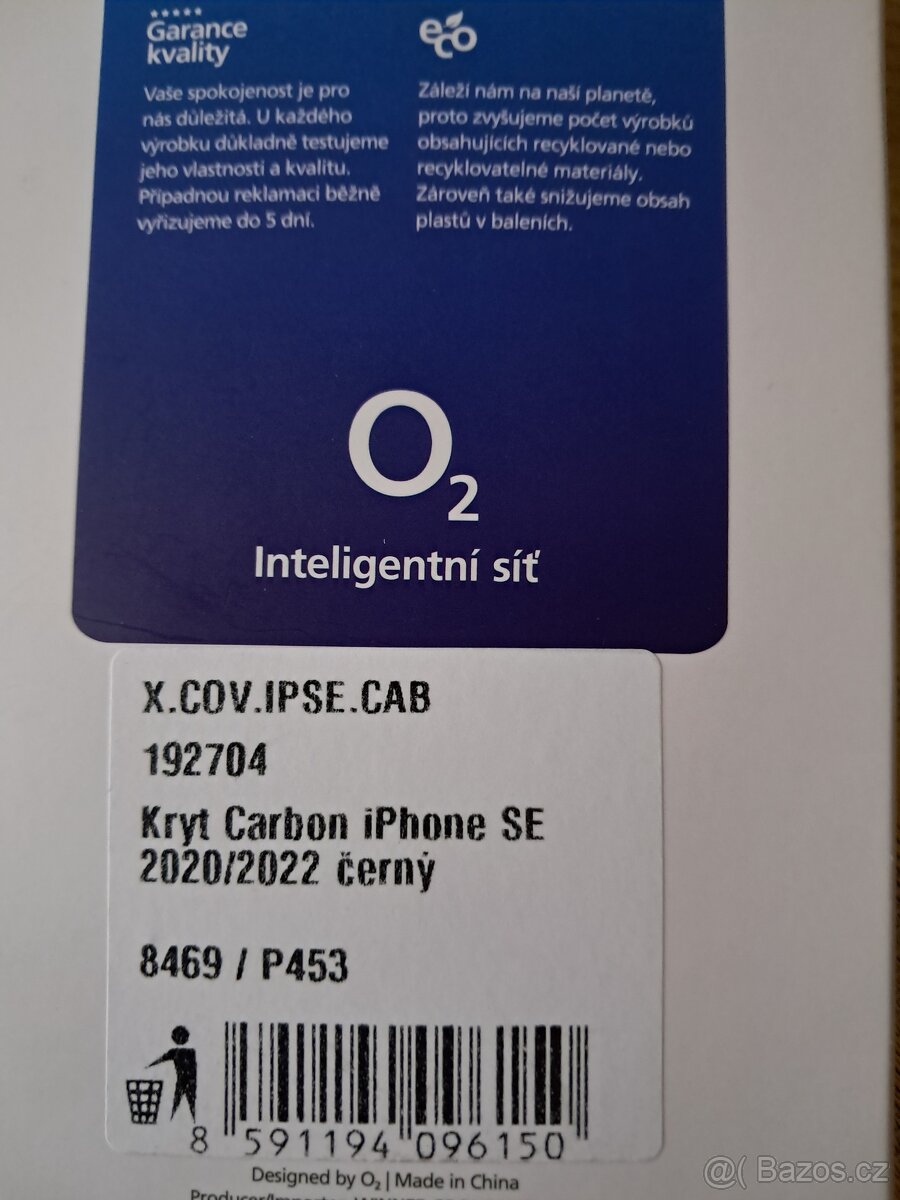 Garance
kvality
Vaše spokojenost je pro
nás důležitá. U každého
výrobku důkladně testujeme
jeho vlastnosti a kvalitu.
Případnou reklamaci běžně
vyřizujeme do 5 dní.
eco
Záleží nám na naší planetě,
proto zvyšujeme počet výrobků
obsahujících recyklované nebo
recyklovatelné materiály.
Zároveň také snižujeme obsah
plastů v baleních.
O2
Inteligentní síť
X.COV.IPSE.CAB
192704
Kryt Carbon iPhone SE
2020/2022 černý
8469 / P453
8 591194 096150
Designed by O2 | Made in China
@( Bazos.cz